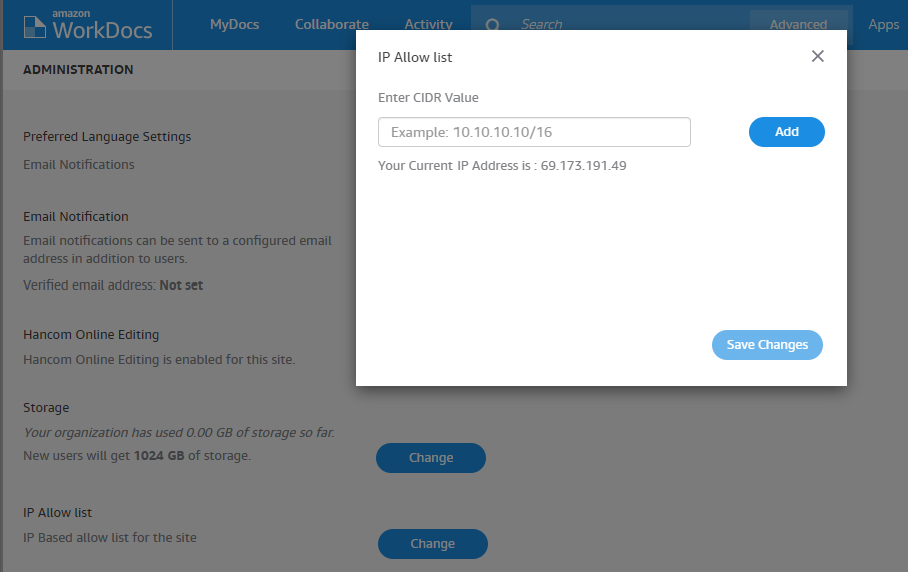 amazon
WorkDocs
MyDocs
Collaborate
Activity
Search
Advanced
Apps
ADMINISTRATION
IP Allow list
Enter CIDR Value
Example: 10.10.10.10/16
Add
Your Current IP Address is : 69.173.191.49
Save Changes
Preferred Language Settings
Email Notifications
Email Notification
Email notifications can be sent to a configured email
address in addition to users.
Verified email address: Not set
Hancom Online Editing
Hancom Online Editing is enabled for this site.
Storage
Your organization has used 0.00 GB of storage so far.
New users will get 1024 GB of storage.
Change
IP Allow list
IP Based allow list for the site
Change